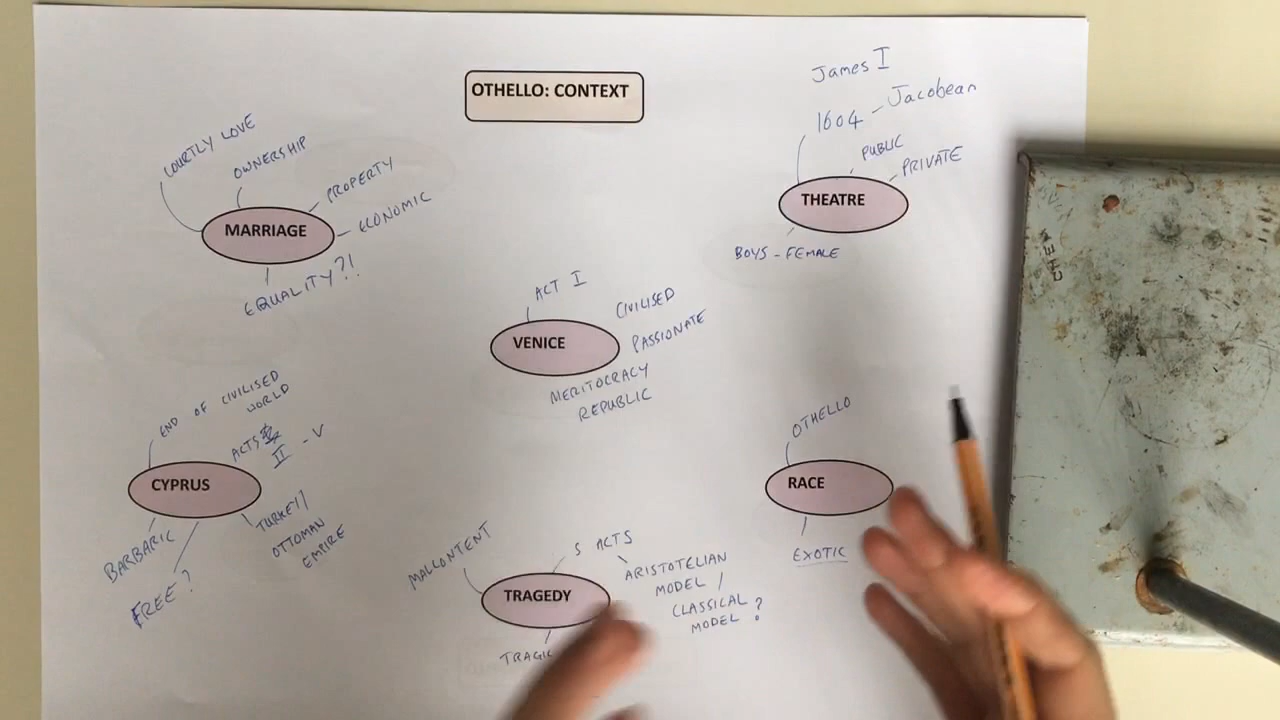 OTHELLO: CONTEXT
James I
1604 - Jacobean
PUBLIC
PRIVATE
THEATRE
BOYS - FEMALE
COURTLY LOVE
OWNERSHIP
PROPERTY
ECONOMIC
MARRIAGE
EQUALITY?!
ACT I
CIVILISED
PASSIONATE
VENICE
MERITOCRACY
REPUBLIC
END OF CIVILISED
WORLD
ACTS
II - V
CYPRUS
BARBARIC
FREE?
TURKEY/
OTTOMAN
EMPIRE
OTHELLO
RACE
EXOTIC
MALLONTENT
5 ACTS
ARISTOTELIAN
MODEL /
CLASSICAL
MODEL ?
TRAGEDY
TRAGIC